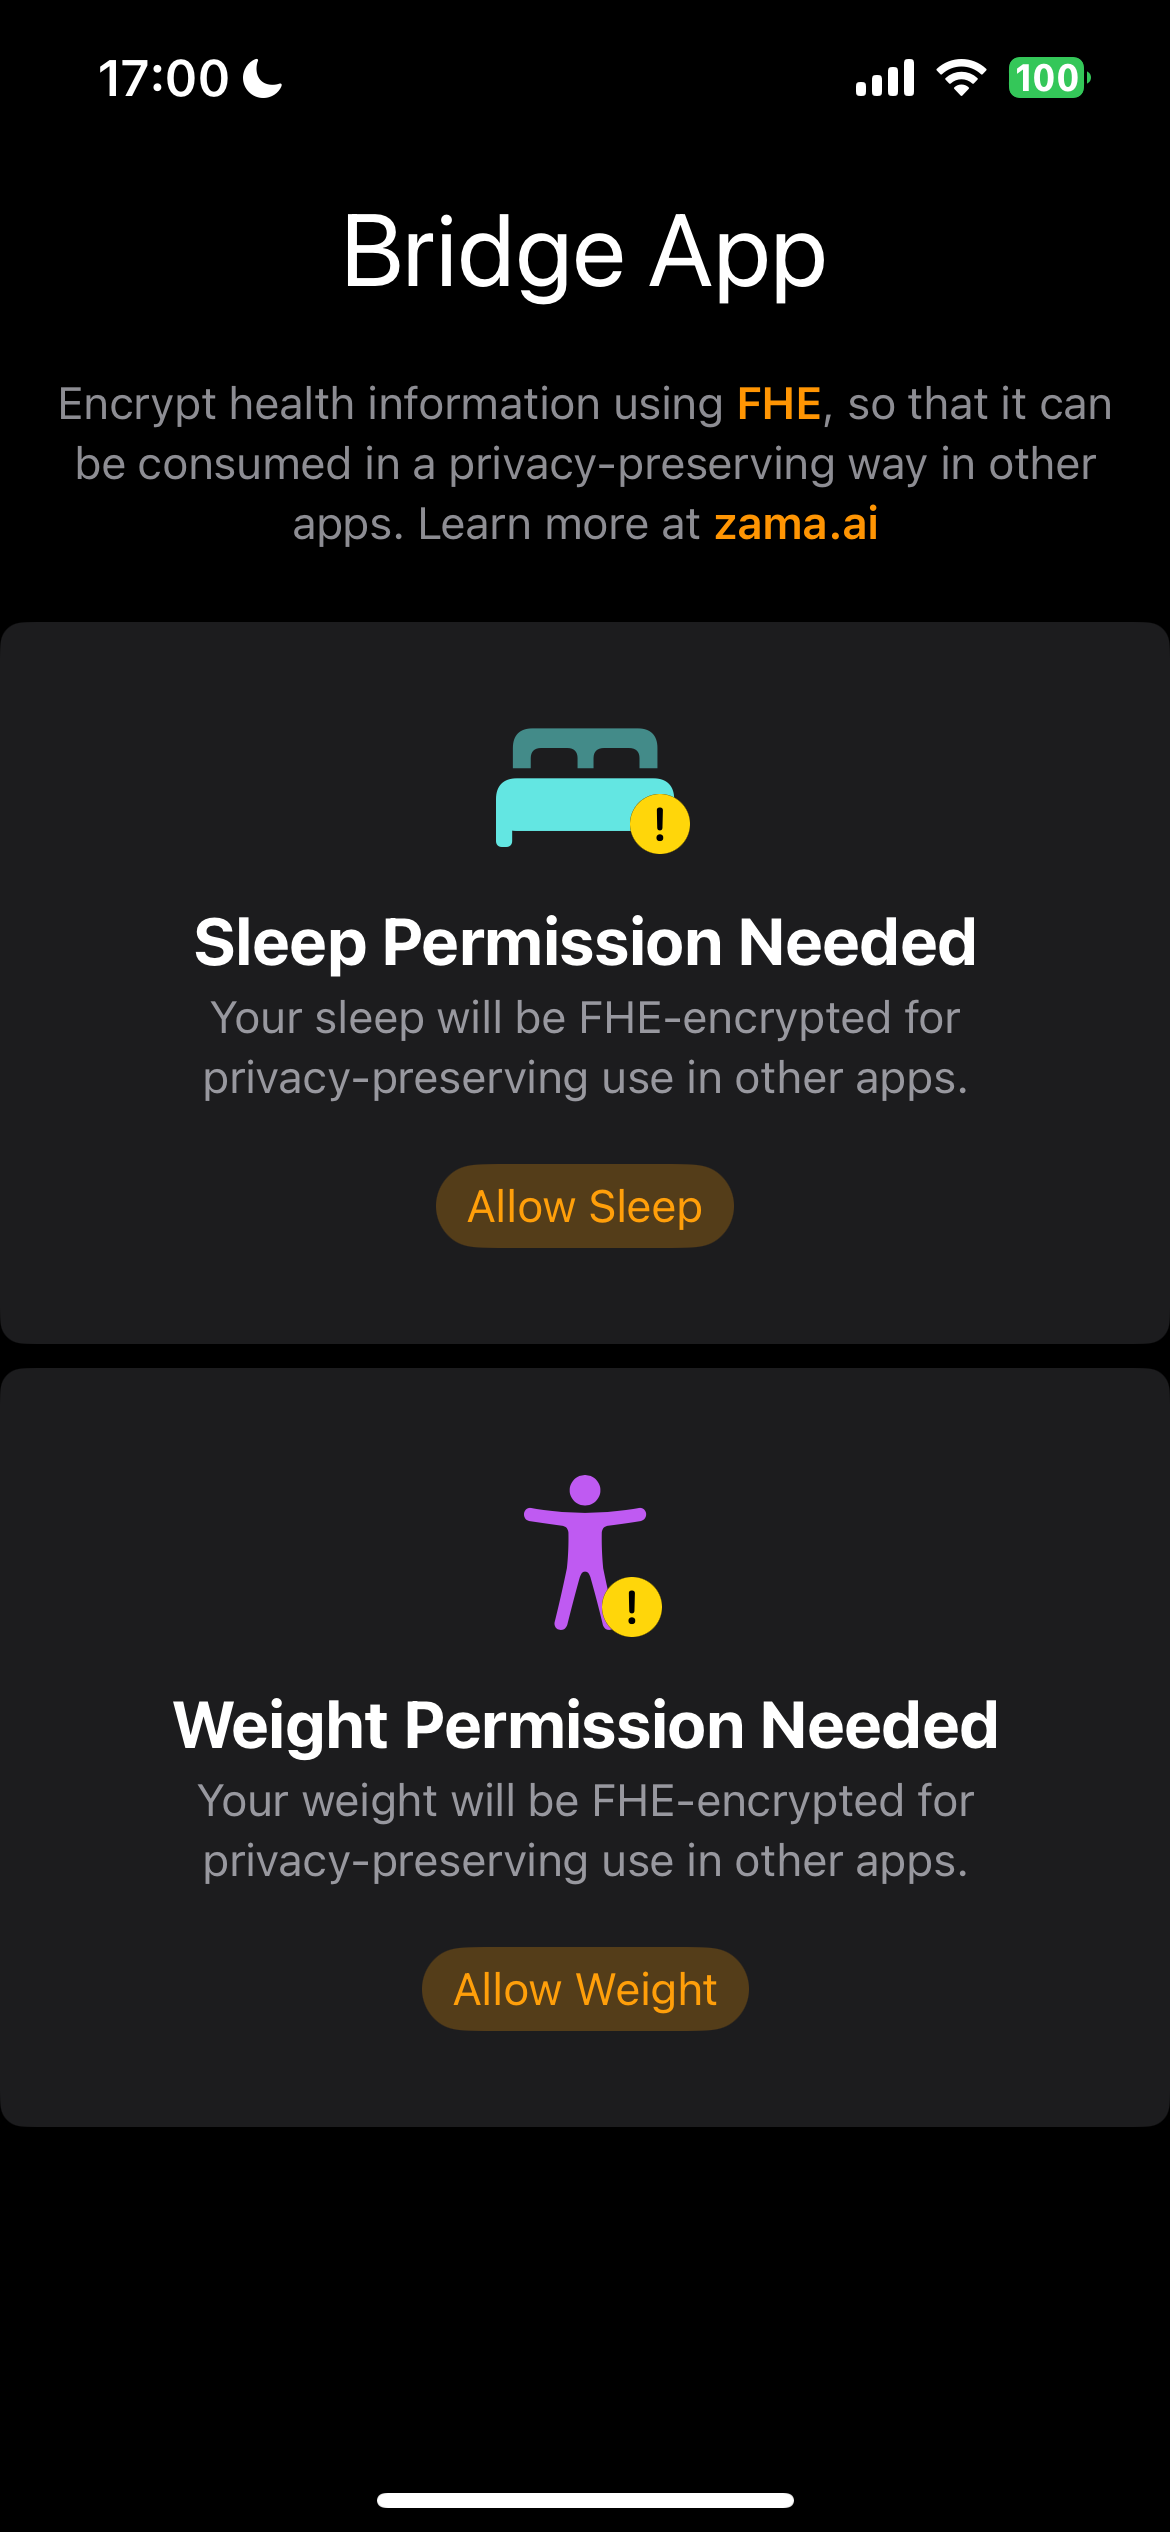 17:00
100
Bridge App
Encrypt health information using FHE, so that it can
be consumed in a privacy-preserving way in other
apps. Learn more at zama.ai
!
Sleep Permission Needed
Your sleep will be FHE-encrypted for
privacy-preserving use in other apps.
Allow Sleep
!
Weight Permission Needed
Your weight will be FHE-encrypted for
privacy-preserving use in other apps.
Allow Weight